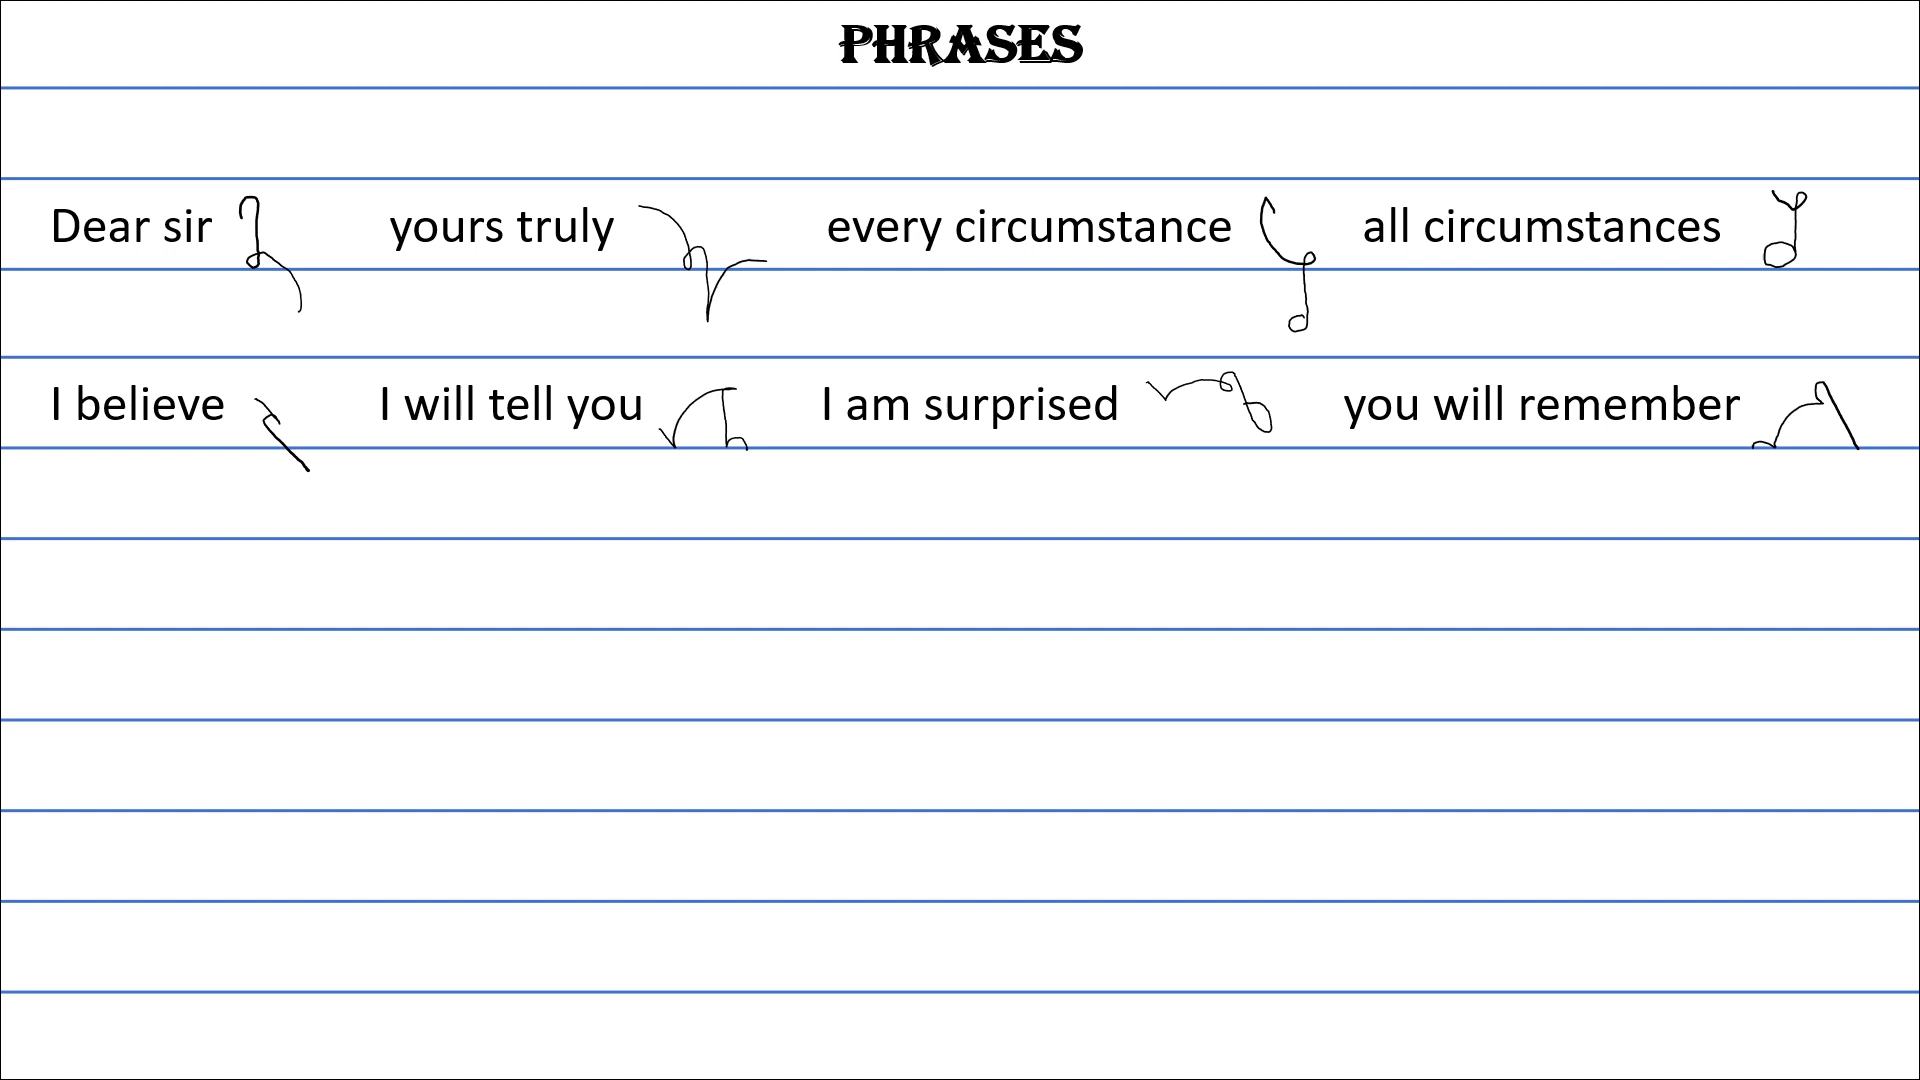 PHRASES
Dear sir yours truly every circumstance all circumstances
I believe I will tell you I am surprised you will remember